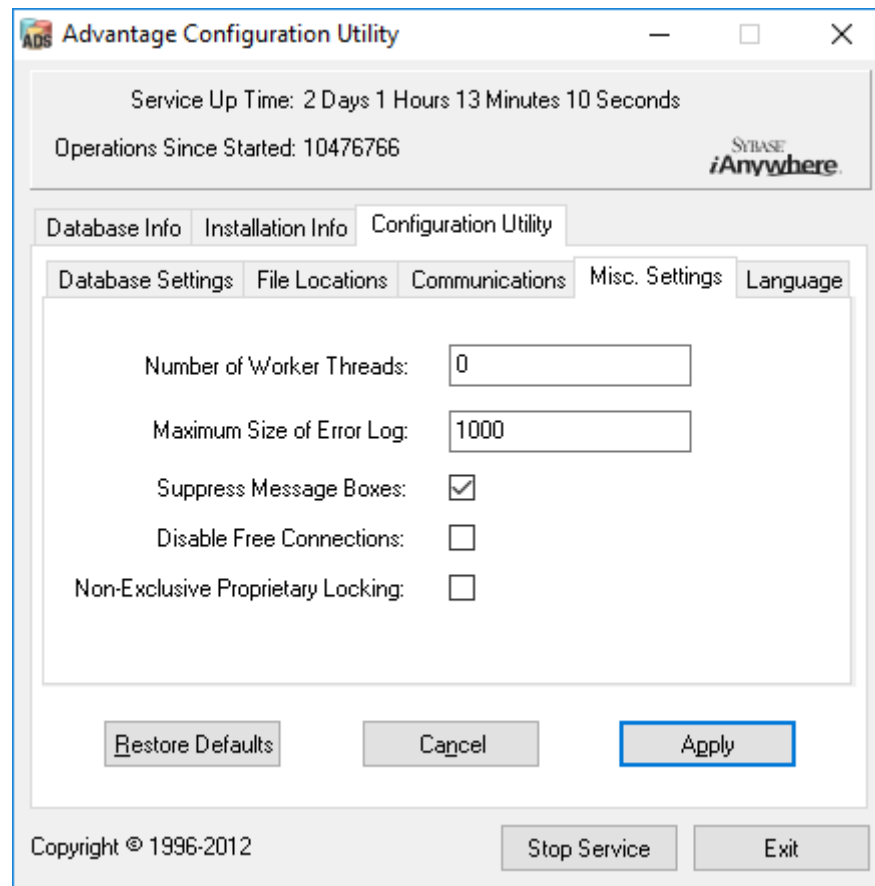 ADS Advantage Configuration Utility
Service Up Time: 2 Days 1 Hours 13 Minutes 10 Seconds
Operations Since Started: 10476766
SYBASE
iAnywhere.
Database Info Installation Info Configuration Utility
Database Settings File Locations Communications Misc. Settings Language
Number of Worker Threads: 0
Maximum Size of Error Log: 1000
Suppress Message Boxes:
Disable Free Connections:
Non-Exclusive Proprietary Locking:
Restore Defaults Cancel Apply
Copyright © 1996-2012 Stop Service Exit